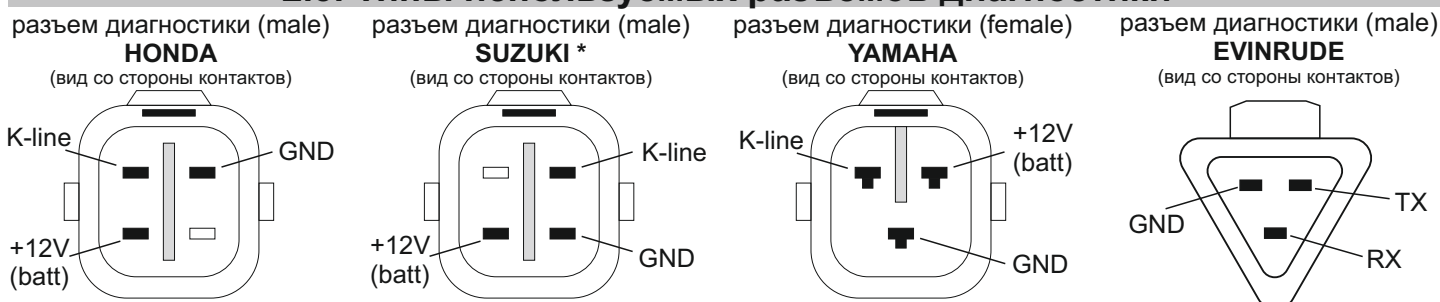 разъем диагностики (male)
HONDA
(вид со стороны контактов)
K-line
GND
+12V
(batt)
разъем диагностики (male)
SUZUKI *
(вид со стороны контактов)
K-line
+12V
(batt)
GND
разъем диагностики (female)
YAMAHA
(вид со стороны контактов)
K-line
+12V
(batt)
GND
разъем диагностики (male)
EVINRUDE
(вид со стороны контактов)
GND
TX
RX